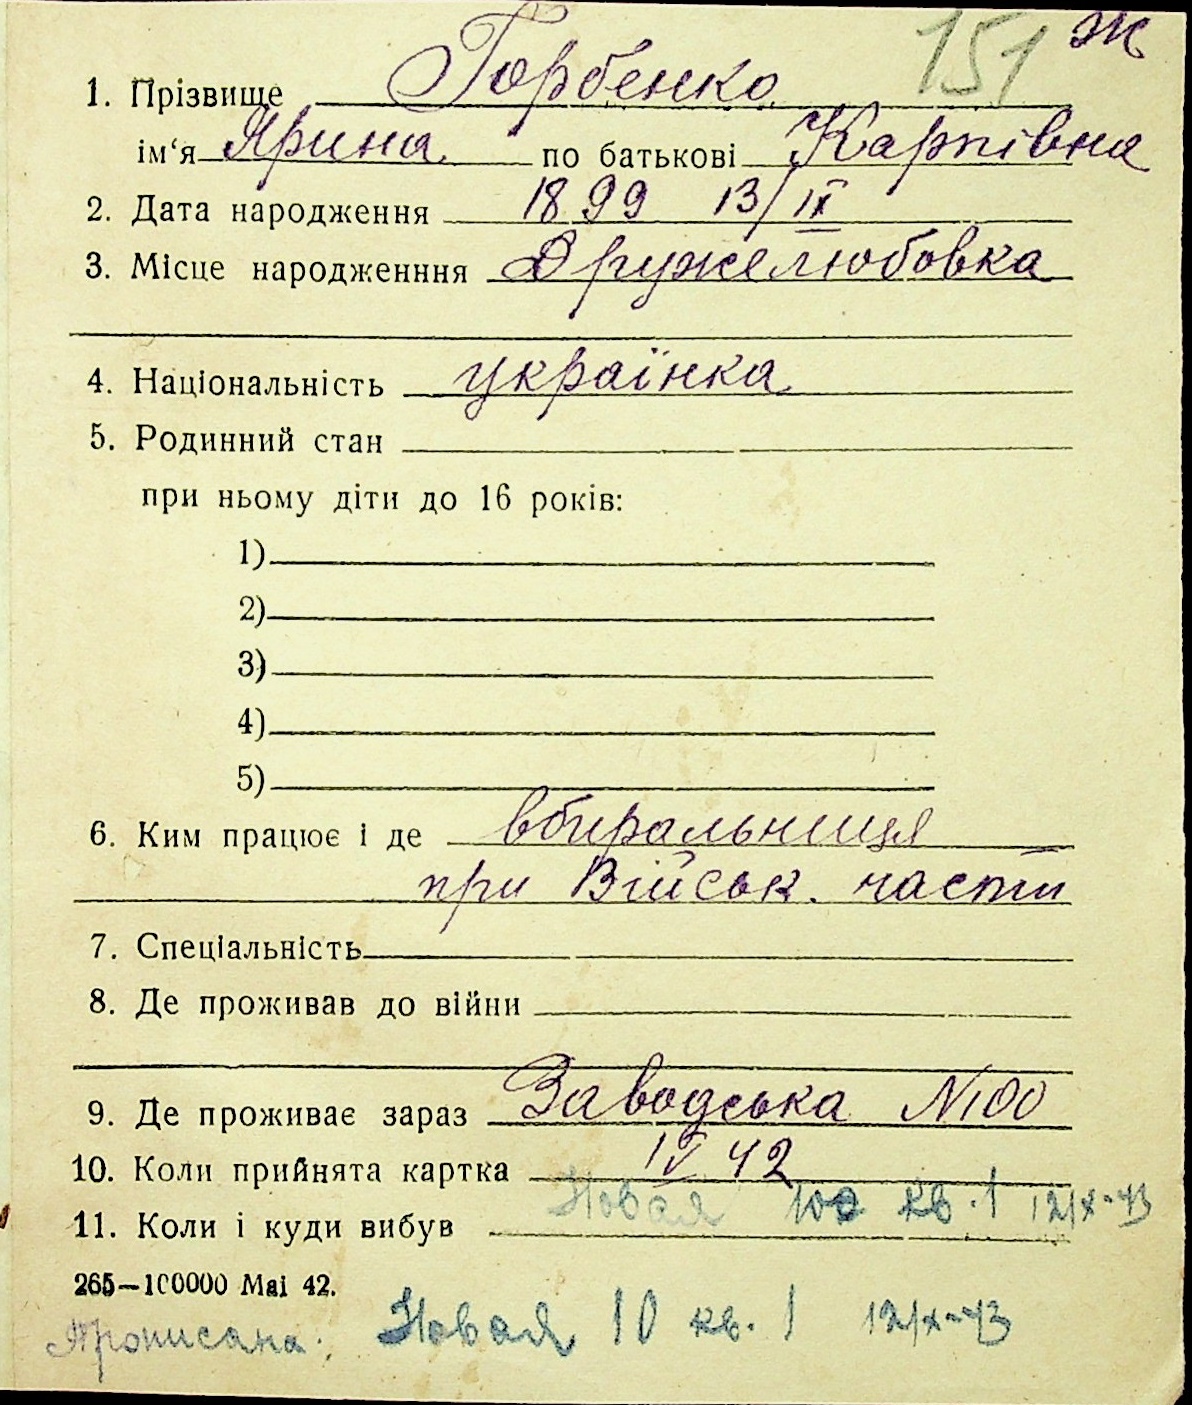 151 Ж
1. Прізвище Горбенко
ім‘я Ярина по батькові Карпівна
2. Дата народження 1899 13/IX
3. Місце народженння Дружелюбовка
4. Національність українка
5. Родинний стан
при ньому діти до 16 років:
1)
2)
3)
4)
5)
6. Ким працює і де вбиральниця
при Військ. части
7. Спеціальність
8. Де проживав до війни
9. Де проживає зараз Заводська N100
10. Коли прийнята картка IV 42
Новая 10 кв. 1 12/X-43
11. Коли і куди вибув
265—100000 Mai 42.
Прописана. Новая 10 кв. 1 12/X-43